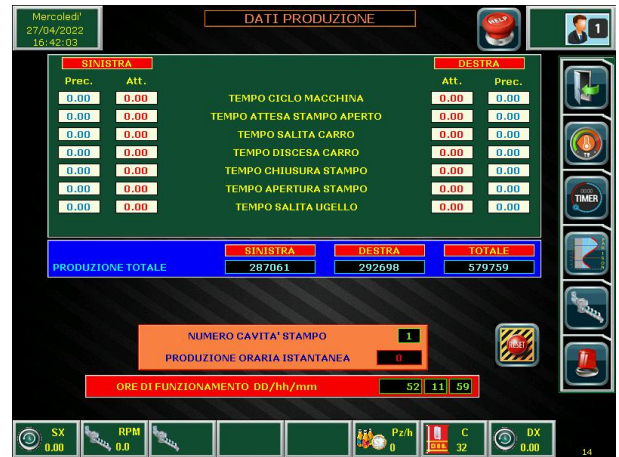 Mercoledi'
27/04/2022
16:42:03
DATI PRODUZIONE
HELP
1
SINISTRA DESTRA
Prec. Att. Att. Prec.
0.00 0.00 TEMPO CICLO MACCHINA 0.00 0.00
0.00 0.00 TEMPO ATTESA STAMPO APERTO 0.00 0.00
0.00 0.00 TEMPO SALITA CARRO 0.00 0.00
0.00 0.00 TEMPO DISCESA CARRO 0.00 0.00
0.00 0.00 TEMPO CHIUSURA STAMPO 0.00 0.00
0.00 0.00 TEMPO APERTURA STAMPO 0.00 0.00
0.00 0.00 TEMPO SALITA UGELLO 0.00 0.00
TIMER
SINISTRA DESTRA TOTALE
PRODUZIONE TOTALE 287061 292698 579759
PARISON
NUMERO CAVITA' STAMPO 1
PRODUZIONE ORARIA ISTANTANEA 0
RESET
ORE DI FUNZIONAMENTO DD/hh/mm 52 11 59
SX 0.00
RPM 0.0
Pz/h 0
OIL C 32
DX 0.00
14